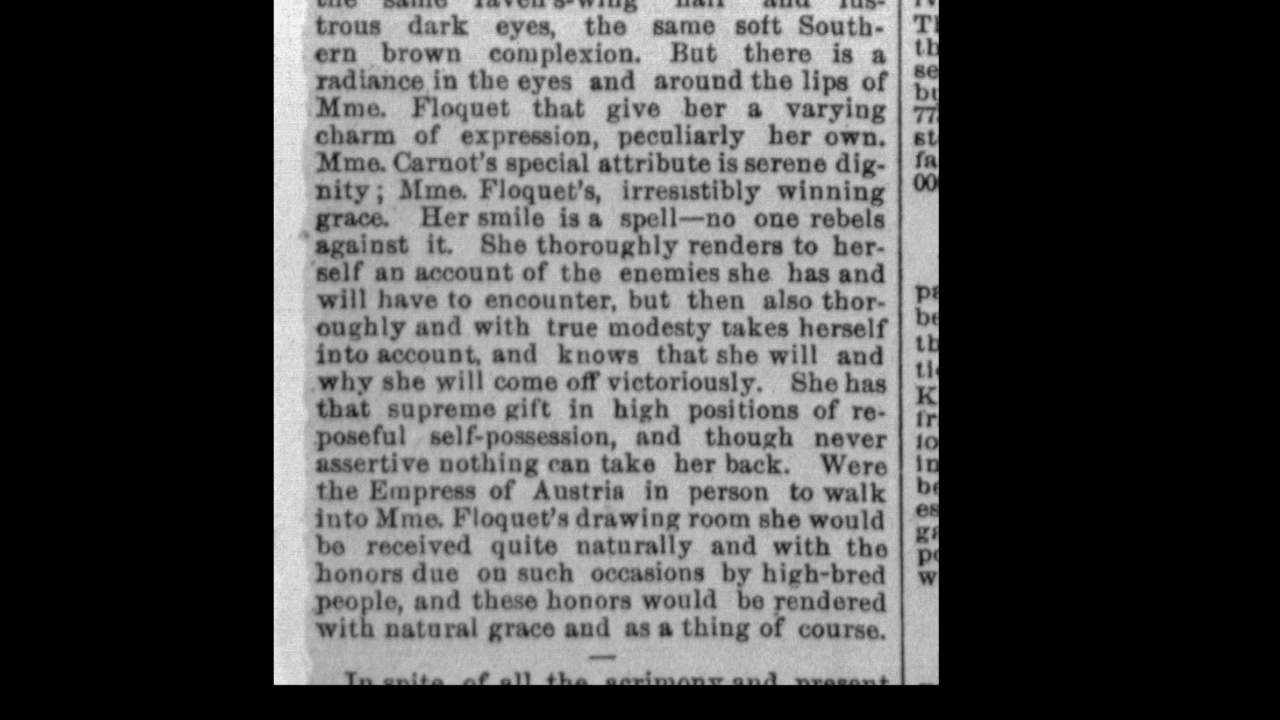 the same raven's-wing hair and lus-
trous dark eyes, the same soft South-
ern brown complexion. But there is a
radiance in the eyes and around the lips of
Mme. Floquet that give her a varying
charm of expression, peculiarly her own.
Mme. Carnot's special attribute is serene dig-
nity; Mme. Floquet's, irresistibly winning
grace. Her smile is a spell—no one rebels
against it. She thoroughly renders to her-
self an account of the enemies she has and
will have to encounter, but then also thor-
oughly and with true modesty takes herself
into account, and knows that she will and
why she will come off victoriously. She has
that supreme gift in high positions of re-
poseful self-possession, and though never
assertive nothing can take her back. Were
the Empress of Austria in person to walk
into Mme. Floquet's drawing room she would
be received quite naturally and with the
honors due on such occasions by high-bred
people, and these honors would be rendered
with natural grace and as a thing of course.
—
In spite of all the acrimony and present